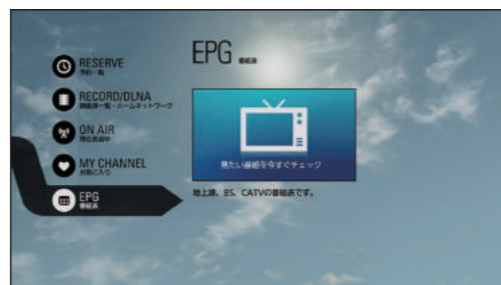 RESERVE
予約一覧
RECORD/DLNA
録画票一覧・ホームネットワーク
ON AIR
現在放送中
MY CHANNEL
お気に入り
EPG
番組表
EPG 番組表
見たい番組を今すぐチェック
地上波、BS、CATVの番組表です。